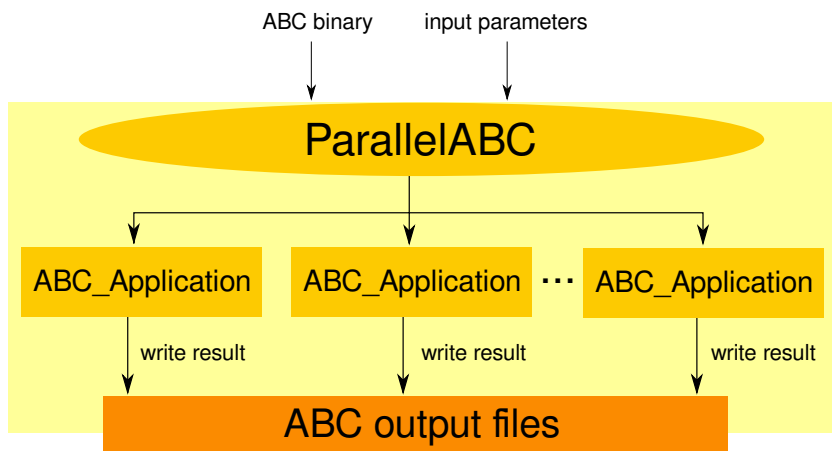 ABC binary
input parameters
ParallelABC
ABC_Application
ABC_Application
...
ABC_Application
write result
write result
write result
ABC output files